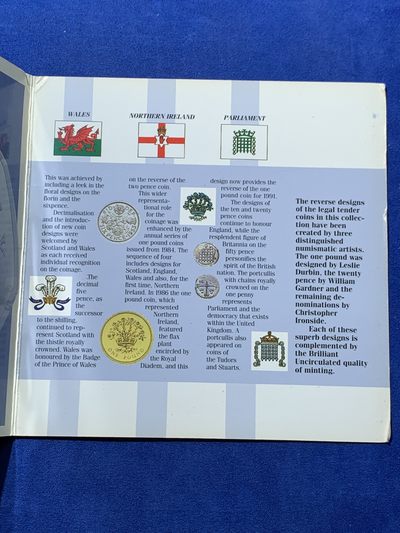 WALES
NORTHERN IRELAND
PARLIAMENT
This was achieved by
including a leek in the
floral designs on the
florin and the
sixpence.
Decimalisation
and the introduc-
tion of new coin
designs were
welcomed by
Scotland and Wales
as each received
individual recognition
on the coinage.
The
decimal
five
pence, as
the
successor
to the shilling,
continued to rep-
resent Scotland with
the thistle royally
crowned. Wales was
honoured by the Badge
of the Prince of Wales
on the reverse of the
two pence coin.
This wider
representa-
tional role
for the
coinage was
enhanced by the
annual series of
one pound coins
issued from 1984. The
sequence of four
includes designs for
Scotland, England,
Wales and also, for the
first time, Northern
Ireland. In 1986 the one
pound coin, which
represented
Northern
Ireland,
featured
the flax
plant
encircled by
the Royal
Diadem, and this
design now provides the
reverse of the one
pound coin for 1991.
The designs of
the ten and twenty
pence coins
continue to honour
England, while the
resplendent figure of
Britannia on the
fifty pence
personifies the
spirit of the British
nation. The portcullis
with chains royally
crowned on the
one penny
represents
Parliament and the
democracy that exists
within the United
Kingdom. A
portcullis also
appeared on
coins of
the Tudors
and Stuarts.
The reverse designs
of the legal tender
coins in this collec-
tion have been
created by three
distinguished
numismatic artists.
The one pound was
designed by Leslie
Durbin, the twenty
pence by William
Gardner and the
remaining de-
nominations by
Christopher
Ironside.
Each of these
superb designs is
complemented by
the Brilliant
Uncirculated quality
of minting.
ONE POUND